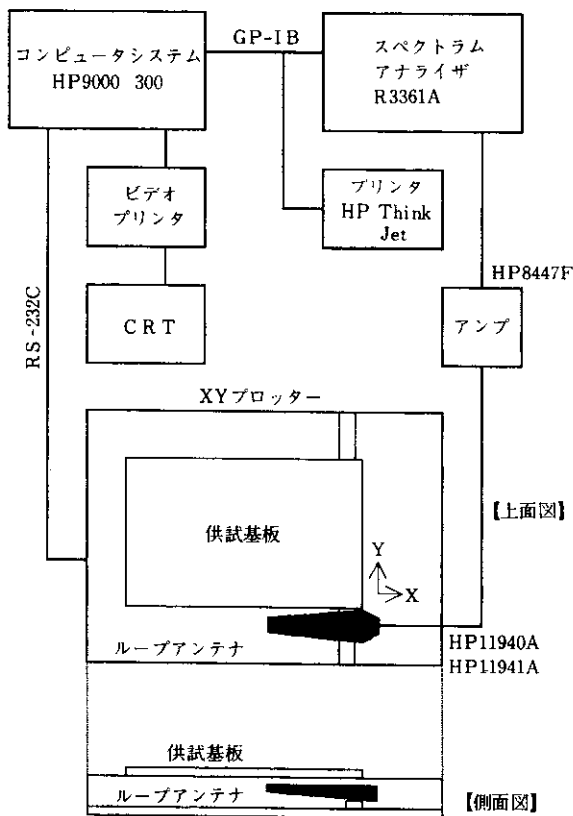 コンピュータシステム
HP9000 300
GP-IB
スペクトラム
アナライザ
R3361A
ビデオ
プリンタ
プリンタ
HP Think
Jet
HP8447F
RS-232C
CRT
アンプ
XYプロッター
供試基板
【上面図】
Y
X
ループアンテナ
HP11940A
HP11941A
供試基板
ループアンテナ
【側面図】